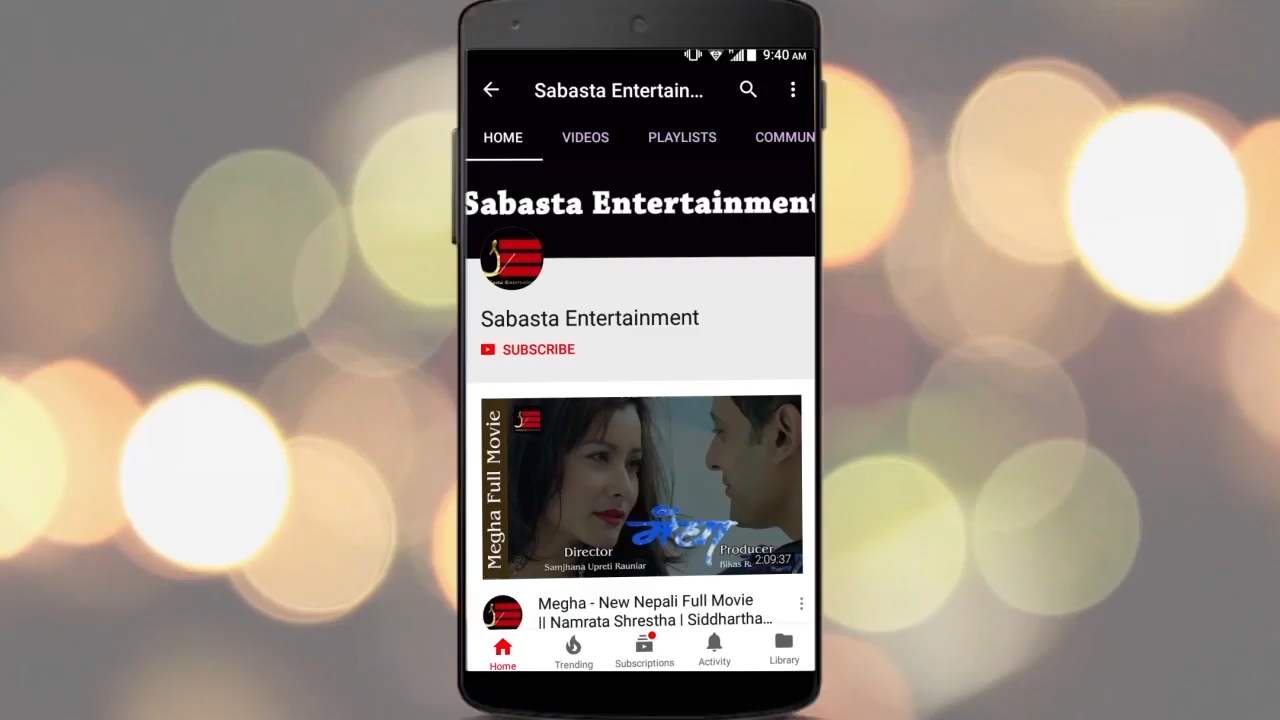 9:40 AM
Sabasta Entertain...
HOME VIDEOS PLAYLISTS COMMUN
Sabasta Entertainment
Sabasta Entertainment
SUBSCRIBE
Megha Full Movie
मेघा
Director
Samjhana Upreti Rauniar
Producer
Bikas R
2:09:37
Megha - New Nepali Full Movie
|| Namrata Shrestha | Siddhartha...
Home Trending Subscriptions Activity Library